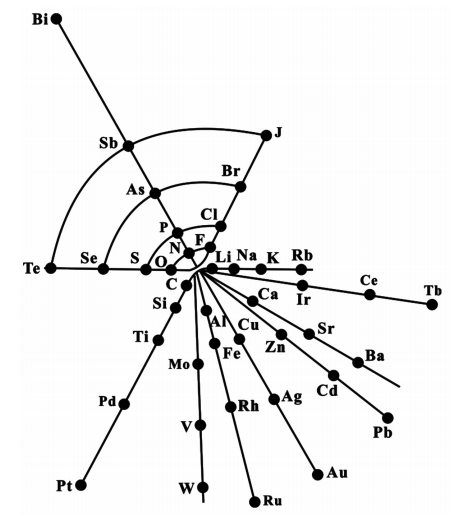 Bi
Sb
J
As
Br
P
Cl
N
F
Te
Se
S
O
Li
Na
K
Rb
C
Ir
Ce
Tb
Si
Al
Ca
Ti
Cu
Sr
Fe
Zn
Mo
Ba
Cd
Pd
Rh
Ag
V
Pb
Pt
W
Au
Ru